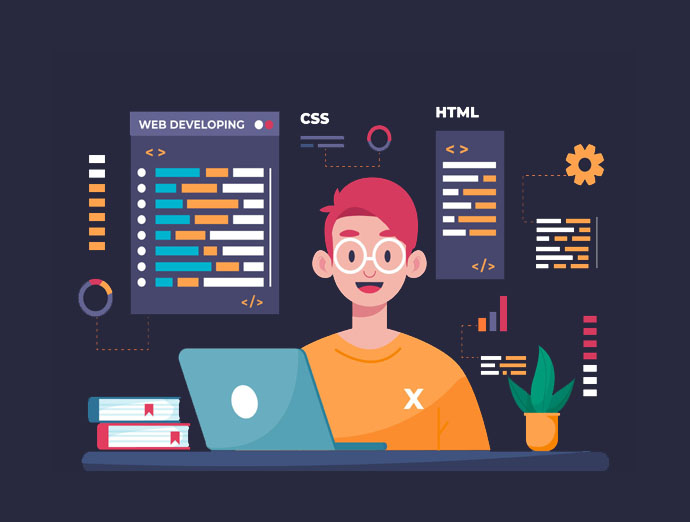 WEB DEVELOPING
< >
</>
CSS
HTML
< >
</>
X